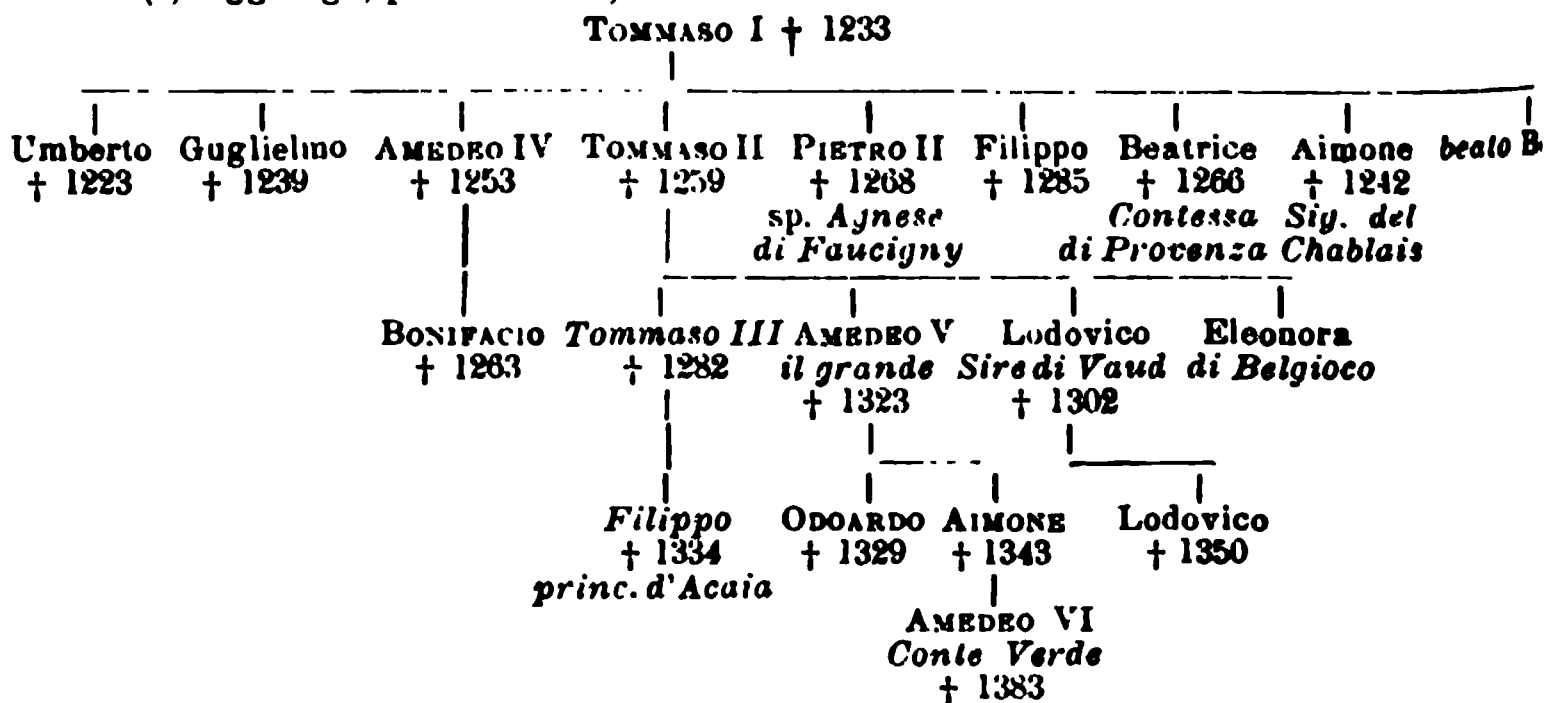 Tommaso I † 1233
Umberto Guglielmo Amedeo IV Tommaso II Pietro II Filippo Beatrice Aimone beato
† 1223 † 1239 † 1253 † 1259 † 1268 † 1285 † 1266 † 1242
sp. Agnese Contessa Sig. del
di Faucigny di Provenza Chablais
Bonifacio Tommaso III Amedeo V Lodovico Eleonora
† 1263 † 1282 il grande Sire di Vaud di Belgioco
† 1323 † 1302
Filippo Odoardo Aimone Lodovico
† 1334 † 1329 † 1343 † 1350
princ. d'Acaia
Amedeo VI
Conte Verde
† 1383